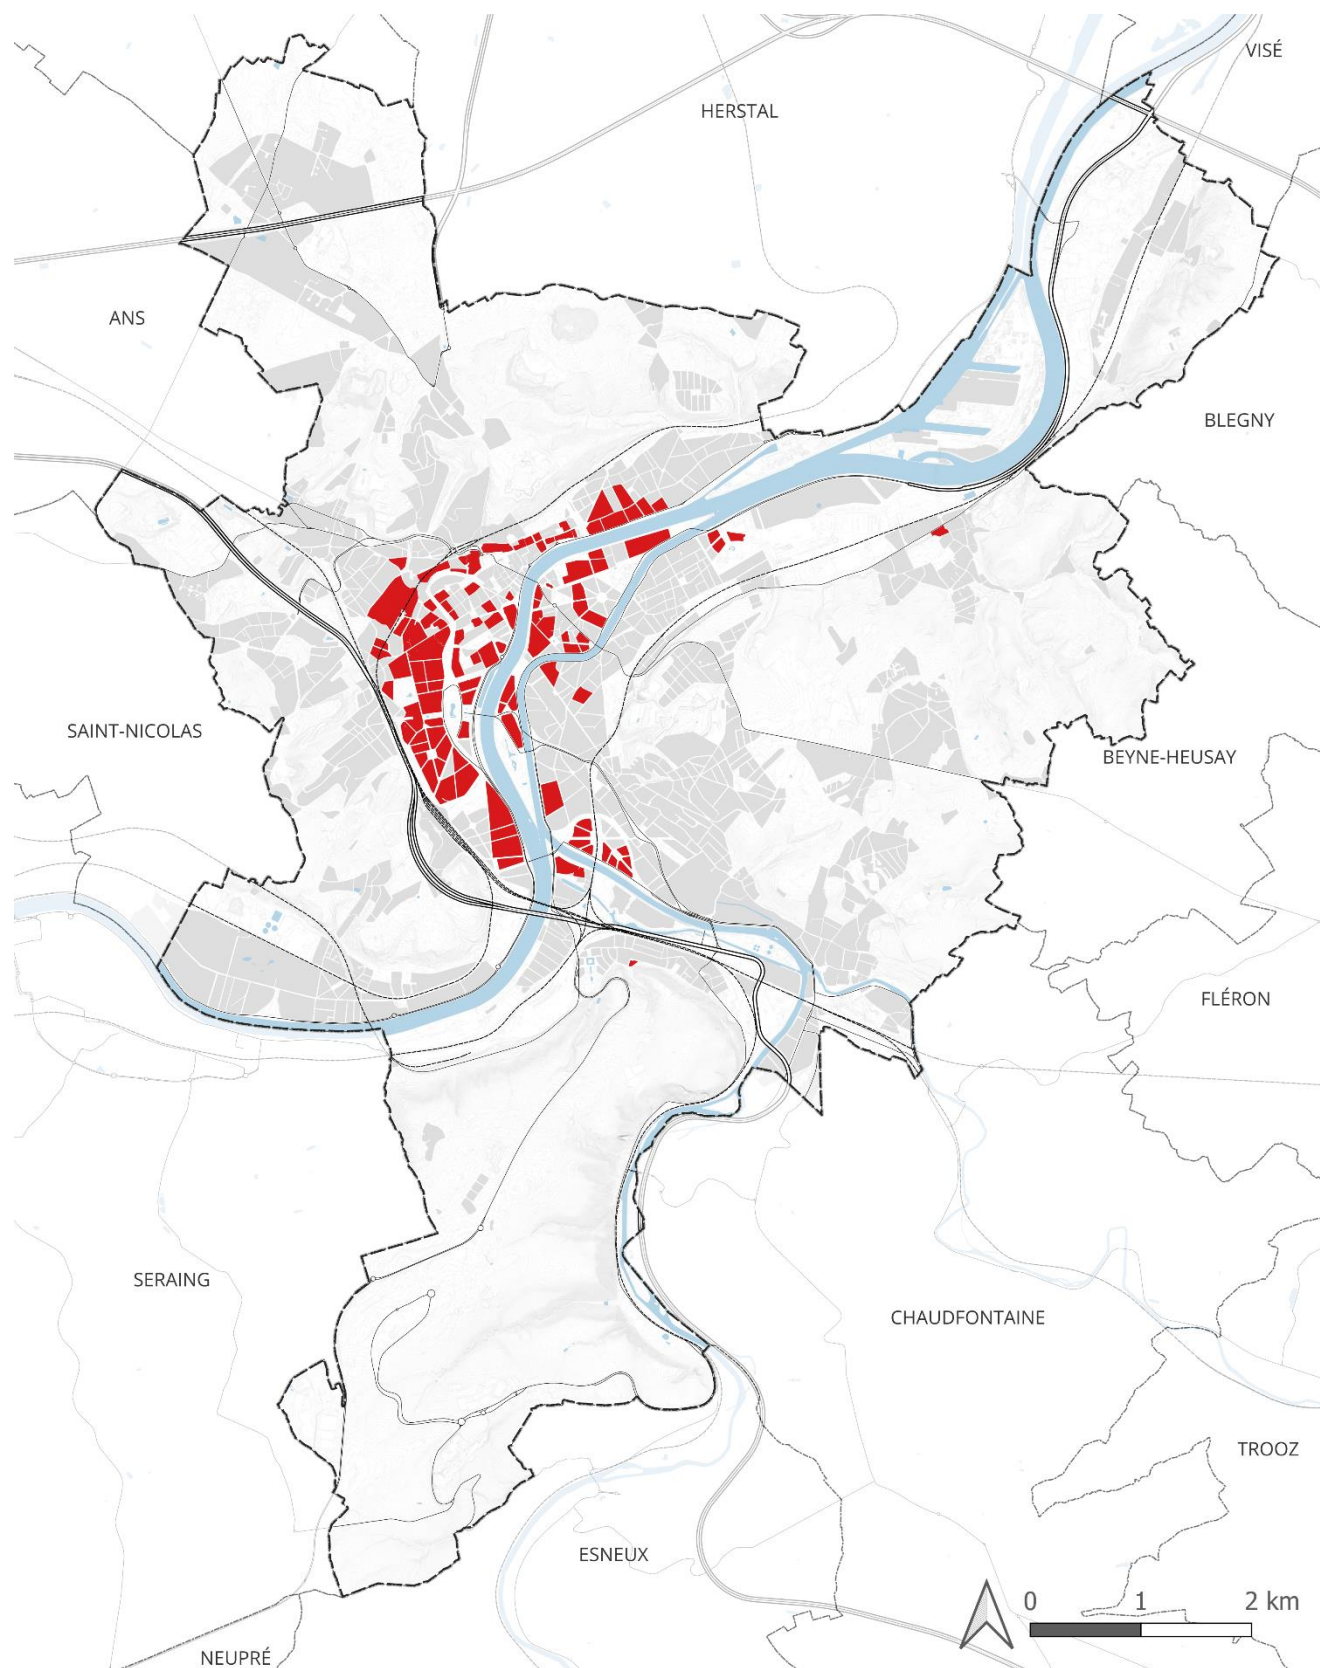 VISÉ
HERSTAL
ANS
BLEGNY
SAINT-NICOLAS
BEYNE-HEUSAY
FLÉRON
SERAING
CHAUDFONTAINE
TROOZ
ESNEUX
0 1 2 km
NEUPRÉ